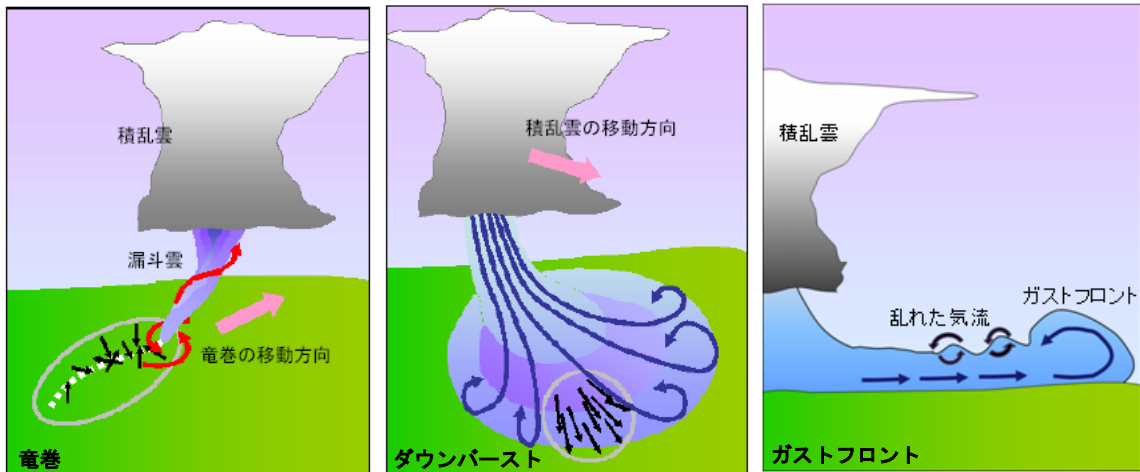 積乱雲
漏斗雲
竜巻の移動方向
竜巻
積乱雲の移動方向
ダウンバースト
積乱雲
ガストフロント
乱れた気流
ガストフロント